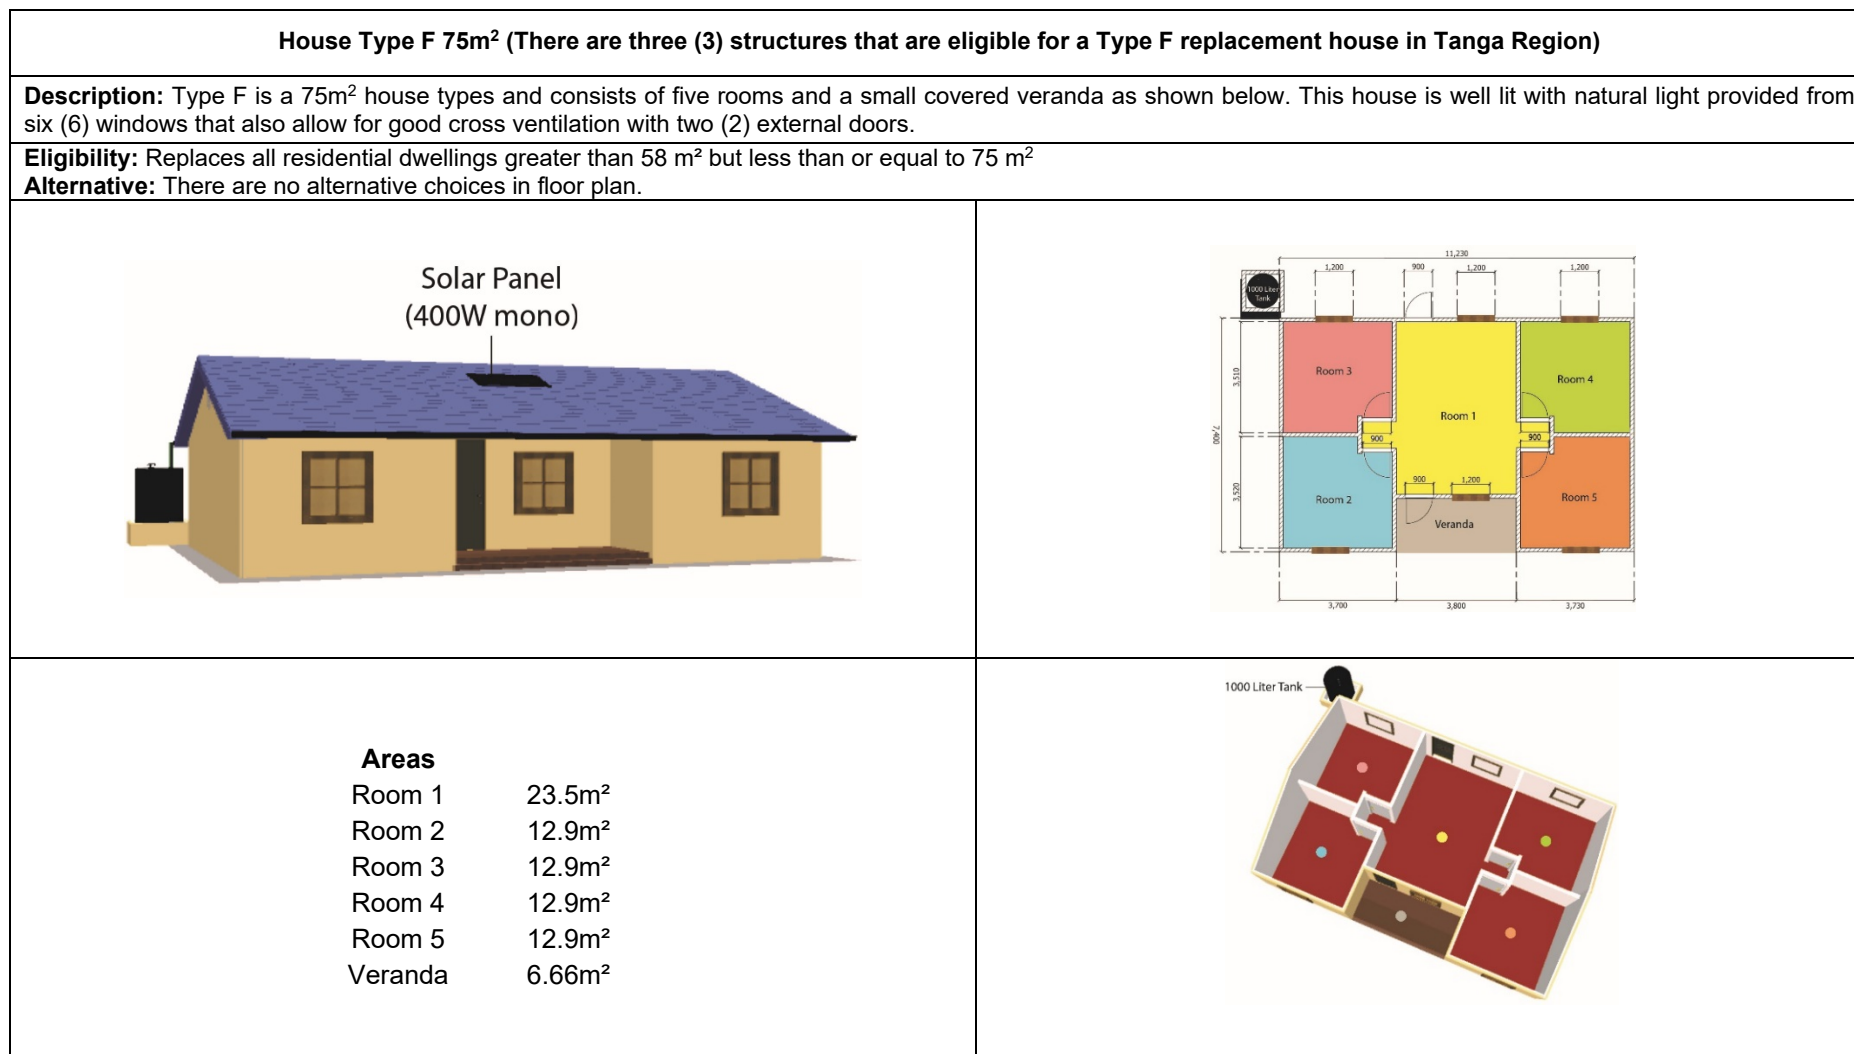 House Type F 75m² (There are three (3) structures that are eligible for a Type F replacement house in Tanga Region)
Description: Type F is a 75m² house types and consists of five rooms and a small covered veranda as shown below. This house is well lit with natural light provided from
six (6) windows that also allow for good cross ventilation with two (2) external doors.
Eligibility: Replaces all residential dwellings greater than 58 m² but less than or equal to 75 m²
Alternative: There are no alternative choices in floor plan.
Solar Panel
(400W mono)
11,230
1,200 900 1,200 1,200
1000 Liter
Tank
Room 3
Room 4
3,510
Room 1
7,400
900 900
3,520
900 1,200
Room 2
Room 5
Veranda
3,700 3,800 3,730
Areas
Room 1 23.5m²
Room 2 12.9m²
Room 3 12.9m²
Room 4 12.9m²
Room 5 12.9m²
Veranda 6.66m²
1000 Liter Tank